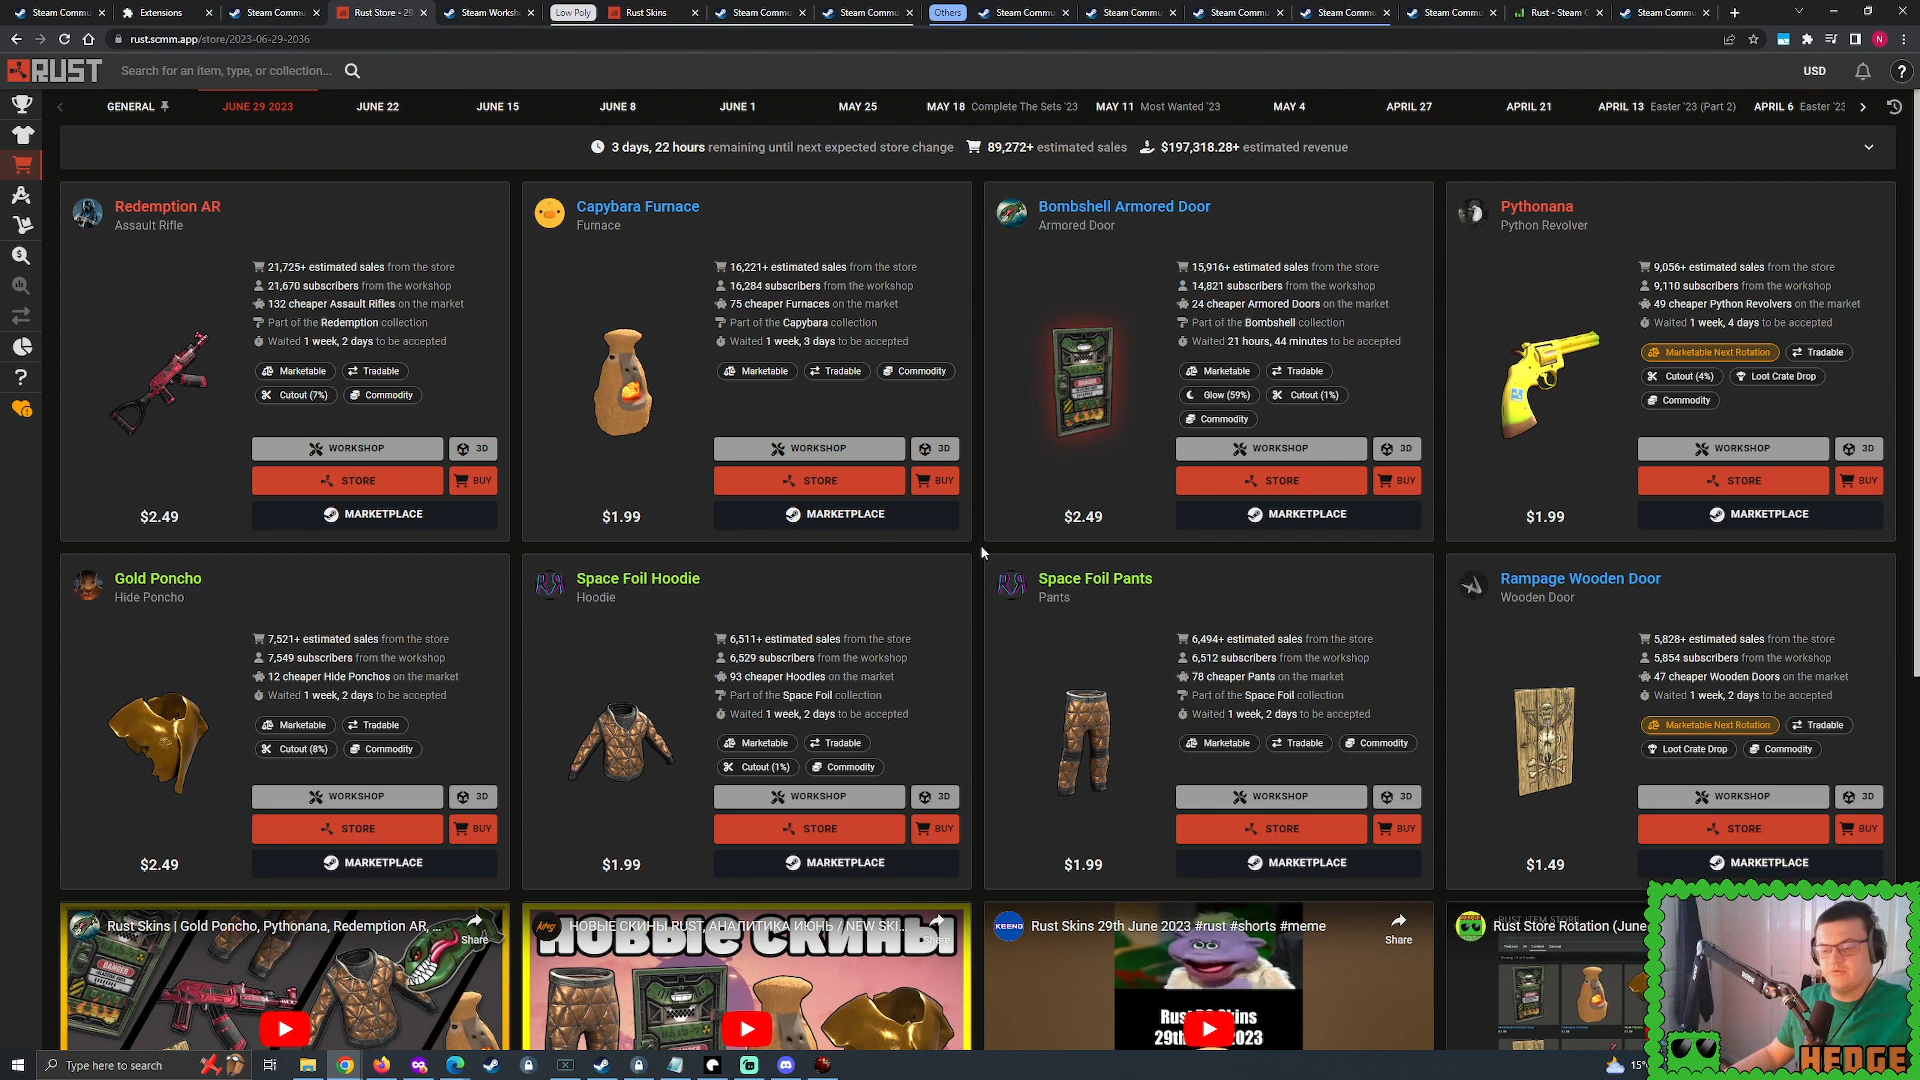 Steam Commu
Extensions
Steam Commu
Rust Store - 29
Steam Worksh
Low Poly
Rust Skins
Steam Commu
Steam Commu
Others
Steam Commu
Steam Commu
Steam Commu
Steam Commu
Steam Commu
Rust - Steam C
Steam Commu
rust.scmm.app/store/2023-06-29-2036
N
RUST
Search for an item, type, or collection...
USD
GENERAL
JUNE 29 2023
JUNE 22
JUNE 15
JUNE 8
JUNE 1
MAY 25
MAY 18 Complete The Sets '23
MAY 11 Most Wanted '23
MAY 4
APRIL 27
APRIL 21
APRIL 13 Easter '23 (Part 2)
APRIL 6 Easter '23
3 days, 22 hours remaining until next expected store change
89,272+ estimated sales
$197,318.28+ estimated revenue
Redemption AR
Assault Rifle
21,725+ estimated sales from the store
21,670 subscribers from the workshop
132 cheaper Assault Rifles on the market
Part of the Redemption collection
Waited 1 week, 2 days to be accepted
Marketable Tradable
Cutout (7%) Commodity
WORKSHOP 3D
STORE BUY
$2.49 MARKETPLACE
Capybara Furnace
Furnace
16,221+ estimated sales from the store
16,284 subscribers from the workshop
75 cheaper Furnaces on the market
Part of the Capybara collection
Waited 1 week, 3 days to be accepted
Marketable Tradable Commodity
WORKSHOP 3D
STORE BUY
$1.99 MARKETPLACE
Bombshell Armored Door
Armored Door
15,916+ estimated sales from the store
14,821 subscribers from the workshop
24 cheaper Armored Doors on the market
Part of the Bombshell collection
Waited 21 hours, 44 minutes to be accepted
Marketable Tradable
Glow (59%) Cutout (1%)
Commodity
WORKSHOP 3D
STORE BUY
$2.49 MARKETPLACE
Pythonana
Python Revolver
9,056+ estimated sales from the store
9,110 subscribers from the workshop
49 cheaper Python Revolvers on the market
Waited 1 week, 4 days to be accepted
Marketable Next Rotation Tradable
Cutout (4%) Loot Crate Drop
Commodity
WORKSHOP 3D
STORE BUY
$1.99 MARKETPLACE
Gold Poncho
Hide Poncho
7,521+ estimated sales from the store
7,549 subscribers from the workshop
12 cheaper Hide Ponchos on the market
Waited 1 week, 2 days to be accepted
Marketable Tradable
Cutout (8%) Commodity
WORKSHOP 3D
STORE BUY
$2.49 MARKETPLACE
Space Foil Hoodie
Hoodie
6,511+ estimated sales from the store
6,529 subscribers from the workshop
93 cheaper Hoodies on the market
Part of the Space Foil collection
Waited 1 week, 2 days to be accepted
Marketable Tradable
Cutout (1%) Commodity
WORKSHOP 3D
STORE BUY
$1.99 MARKETPLACE
Space Foil Pants
Pants
6,494+ estimated sales from the store
6,512 subscribers from the workshop
78 cheaper Pants on the market
Part of the Space Foil collection
Waited 1 week, 2 days to be accepted
Marketable Tradable Commodity
WORKSHOP 3D
STORE BUY
$1.99 MARKETPLACE
Rampage Wooden Door
Wooden Door
5,828+ estimated sales from the store
5,854 subscribers from the workshop
47 cheaper Wooden Doors on the market
Waited 1 week, 2 days to be accepted
Marketable Next Rotation Tradable
Loot Crate Drop Commodity
WORKSHOP 3D
STORE BUY
$1.49 MARKETPLACE
Rust Skins | Gold Poncho, Pythonana, Redemption AR, ...
Share
DANGER
НОВЫЕ СКИНЫ RUST, АНАЛИТИКА ИЮНЬ / NEW SKI...
Share
НОВЫЕ СКИНЫ
KEENO
Rust Skins 29th June 2023 #rust #shorts #meme
Share
29th 2023
Rust Store Rotation (June
RUST ITEM STORE
Type here to search
15°
HEDGE